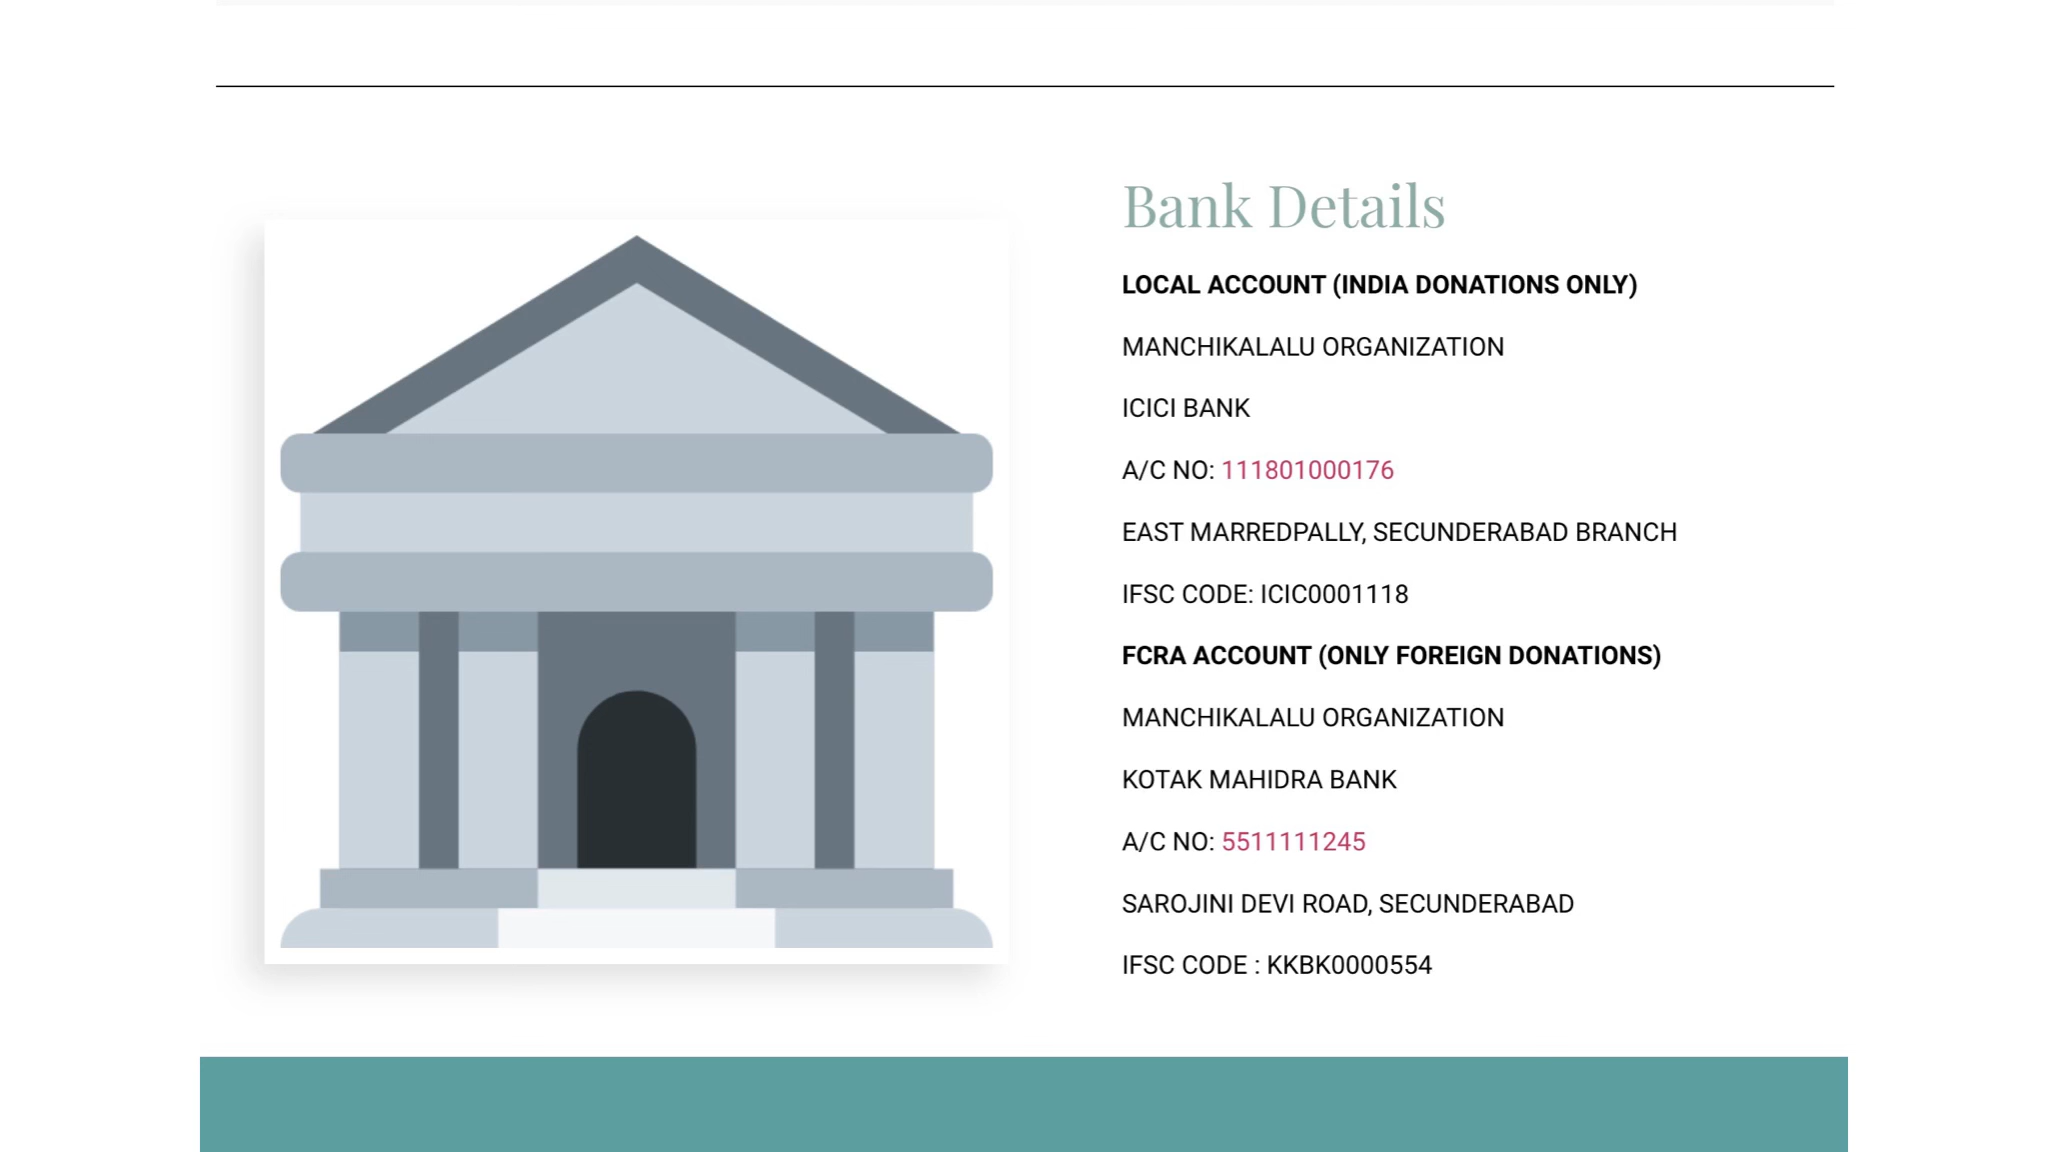 Bank Details
LOCAL ACCOUNT (INDIA DONATIONS ONLY)
MANCHIKALALU ORGANIZATION
ICICI BANK
A/C NO: 111801000176
EAST MARREDPALLY, SECUNDERABAD BRANCH
IFSC CODE: ICIC0001118
FCRA ACCOUNT (ONLY FOREIGN DONATIONS)
MANCHIKALALU ORGANIZATION
KOTAK MAHIDRA BANK
A/C NO: 5511111245
SAROJINI DEVI ROAD, SECUNDERABAD
IFSC CODE : KKBK0000554